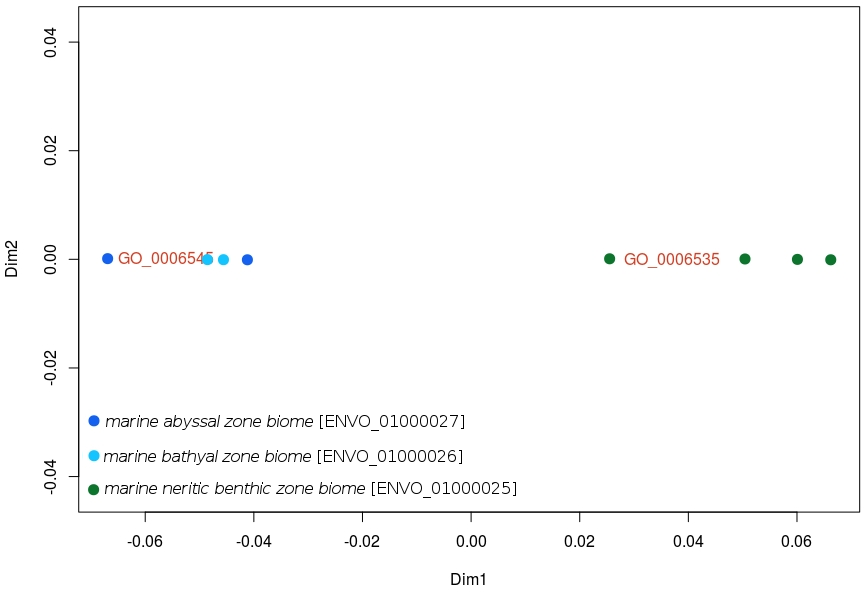 0.04
0.02
0.00
-0.02
-0.04
Dim2
GO_0006545
GO_0006535
marine abyssal zone biome [ENVO_01000027]
marine bathyal zone biome [ENVO_01000026]
marine neritic benthic zone biome [ENVO_01000025]
-0.06 -0.04 -0.02 0.00 0.02 0.04 0.06
Dim1